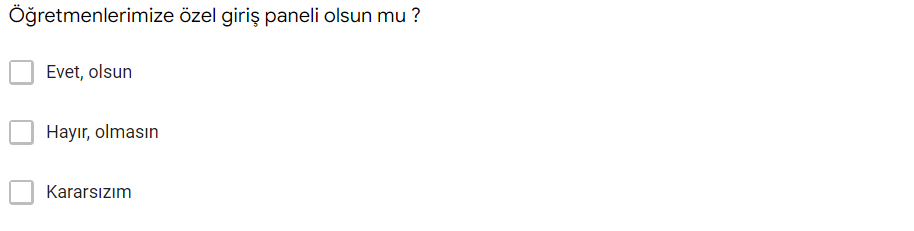 Öğretmenlerimize özel giriş paneli olsun mu ?
Evet, olsun
Hayır, olmasın
Kararsızım